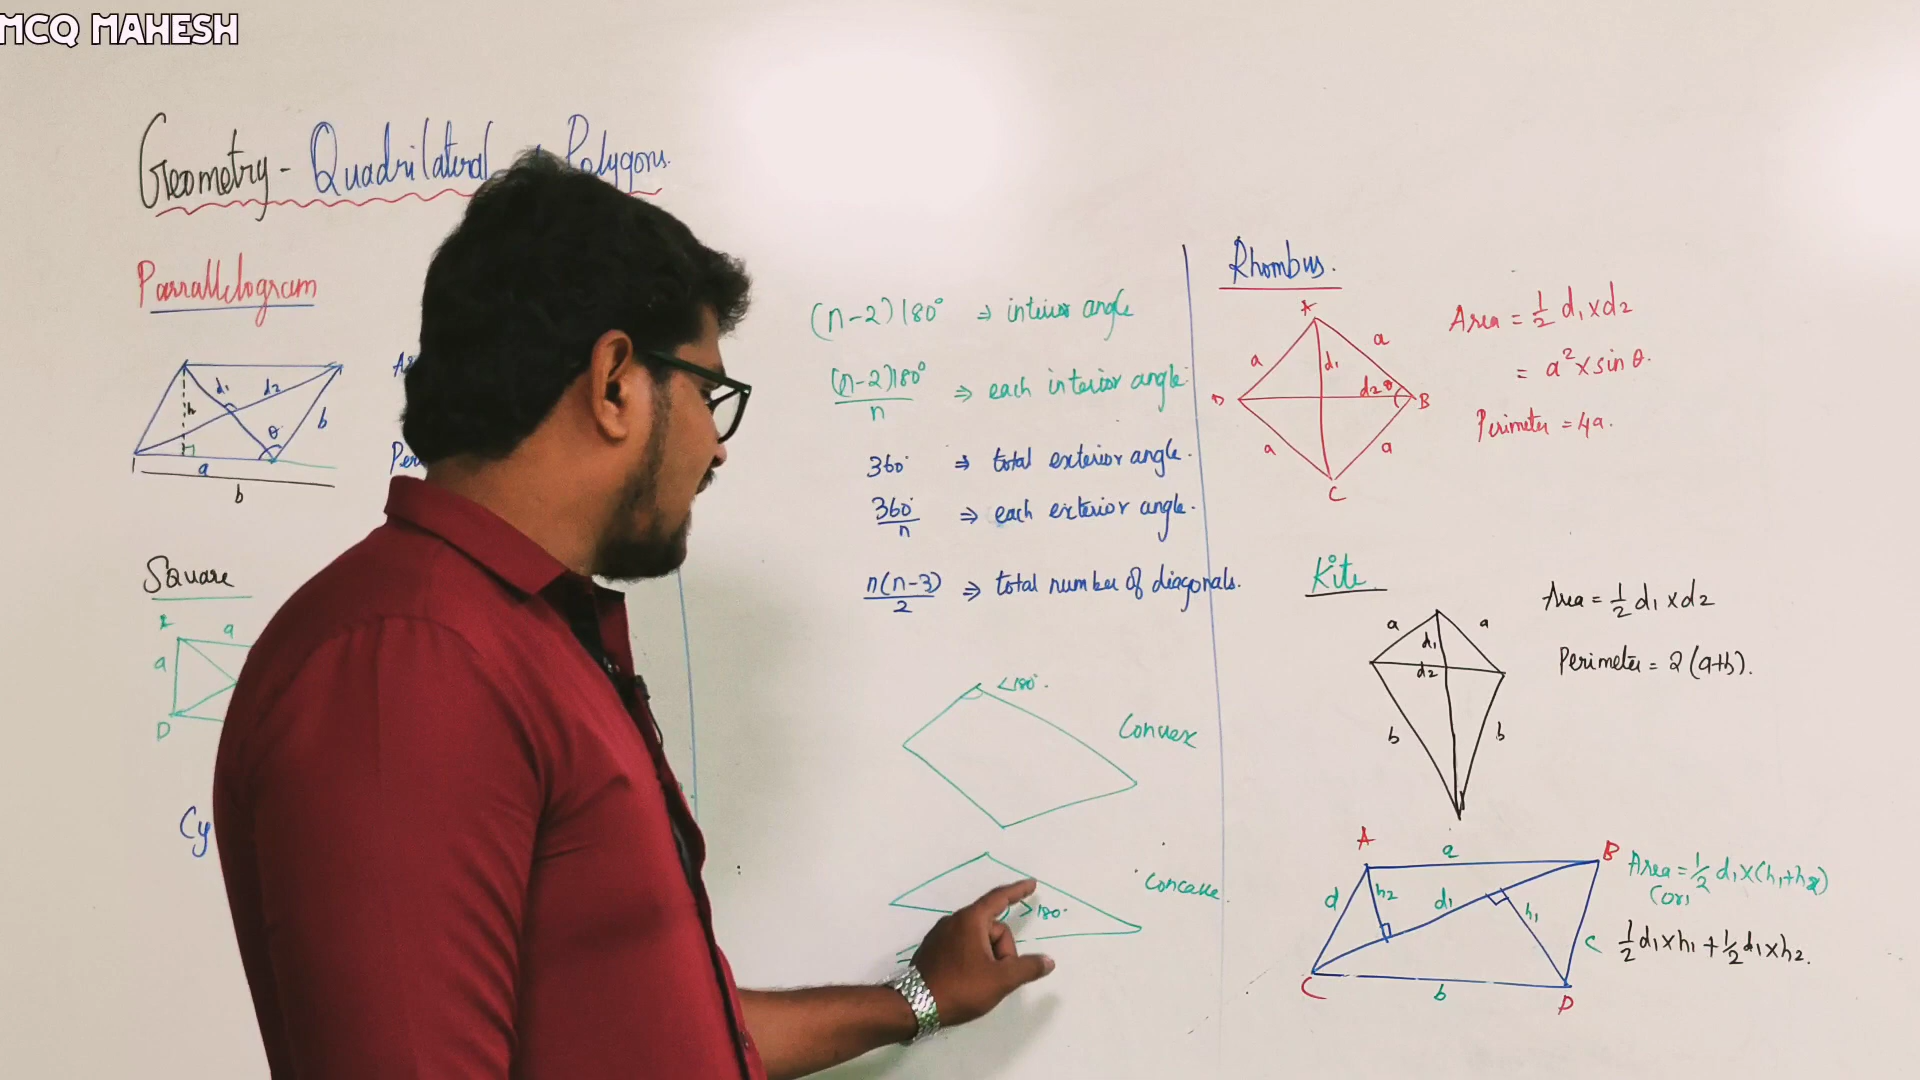 MCQ MAHESH
Geometry - Quadrilateral Polygons.
Parrallelogram
d1 d2
h b
θ
a
b
Per
Square
a
a
D
Cy
(n-2)180° ⇒ interior angle
(n-2)180°/n ⇒ each interior angle.
360° ⇒ total exterior angle.
360°/n ⇒ each exterior angle.
n(n-3)/2 ⇒ total number of diagonals.
<180°.
Convex
Concave
>180°
Rhombus.
A
a a
d1
D d2 θ B
a a
C
Area = 1/2 d1 x d2
= a² x sin θ.
Perimeter = 4a.
Kite
a a
d1
d2
b b
Area = 1/2 d1 x d2
Perimeter = 2(a+b).
A a B
d h2 d1 h1 c
C b D
Area = 1/2 d1 x (h1+h2)
(or)
1/2 d1 x h1 + 1/2 d1 x h2.